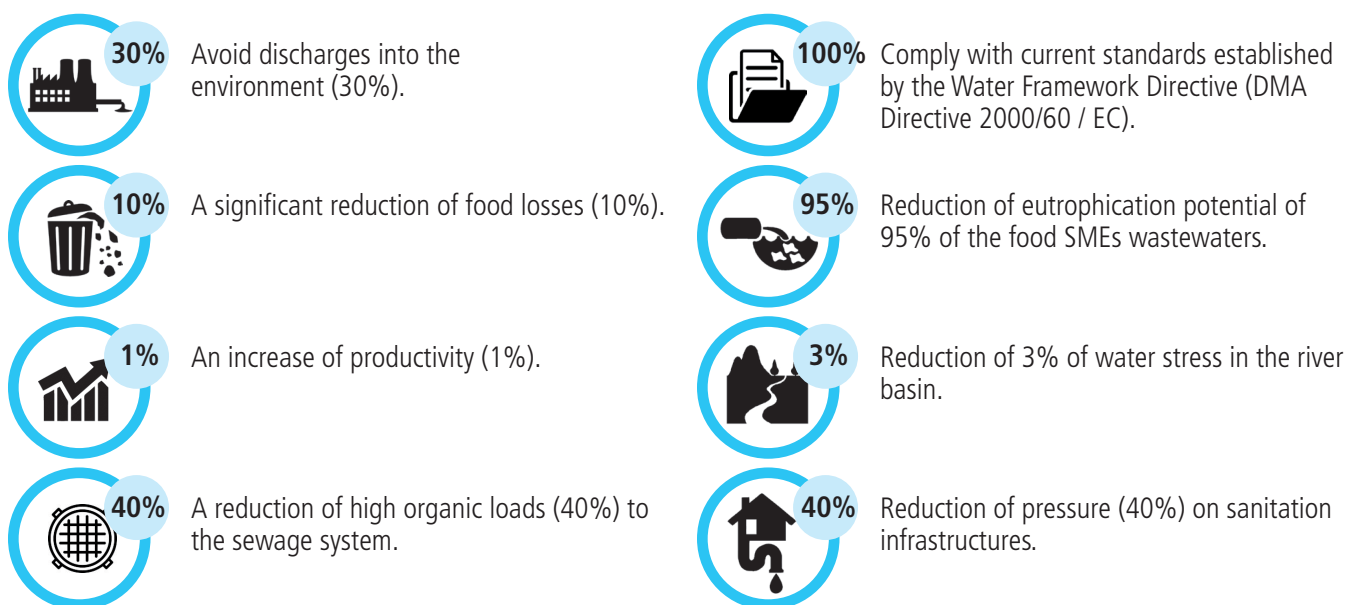 30%
Avoid discharges into the
environment (30%).
10%
A significant reduction of food losses (10%).
1%
An increase of productivity (1%).
40%
A reduction of high organic loads (40%) to
the sewage system.
100%
Comply with current standards established
by the Water Framework Directive (DMA
Directive 2000/60 / EC).
95%
Reduction of eutrophication potential of
95% of the food SMEs wastewaters.
3%
Reduction of 3% of water stress in the river
basin.
40%
Reduction of pressure (40%) on sanitation
infrastructures.